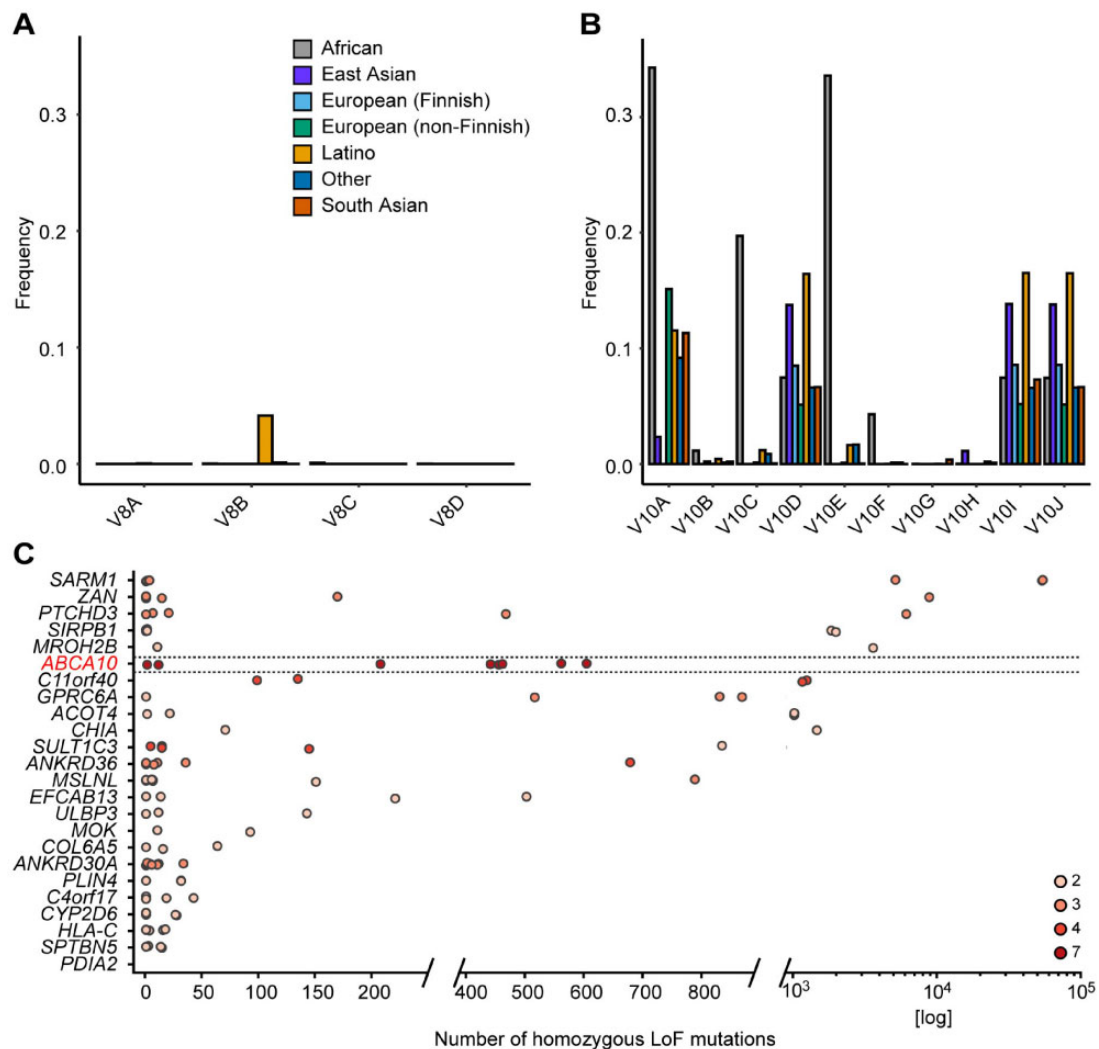 A
Frequency
0.3
0.2
0.1
0.0
African
East Asian
European (Finnish)
European (non-Finnish)
Latino
Other
South Asian
V8A
V8B
V8C
V8D
B
Frequency
0.3
0.2
0.1
0.0
V10A
V10B
V10C
V10D
V10E
V10F
V10G
V10H
V10I
V10J
C
SARM1
ZAN
PTCHD3
SIRPB1
MROH2B
ABCA10
C11orf40
GPRC6A
ACOT4
CHIA
SULT1C3
ANKRD36
MSLNL
EFCAB13
ULBP3
MOK
COL6A5
ANKRD30A
PLIN4
C4orf17
CYP2D6
HLA-C
SPTBN5
PDIA2
2
3
4
7
0 50 100 150 200 400 500 600 800 10³ 10⁴ 10⁵
[log]
Number of homozygous LoF mutations